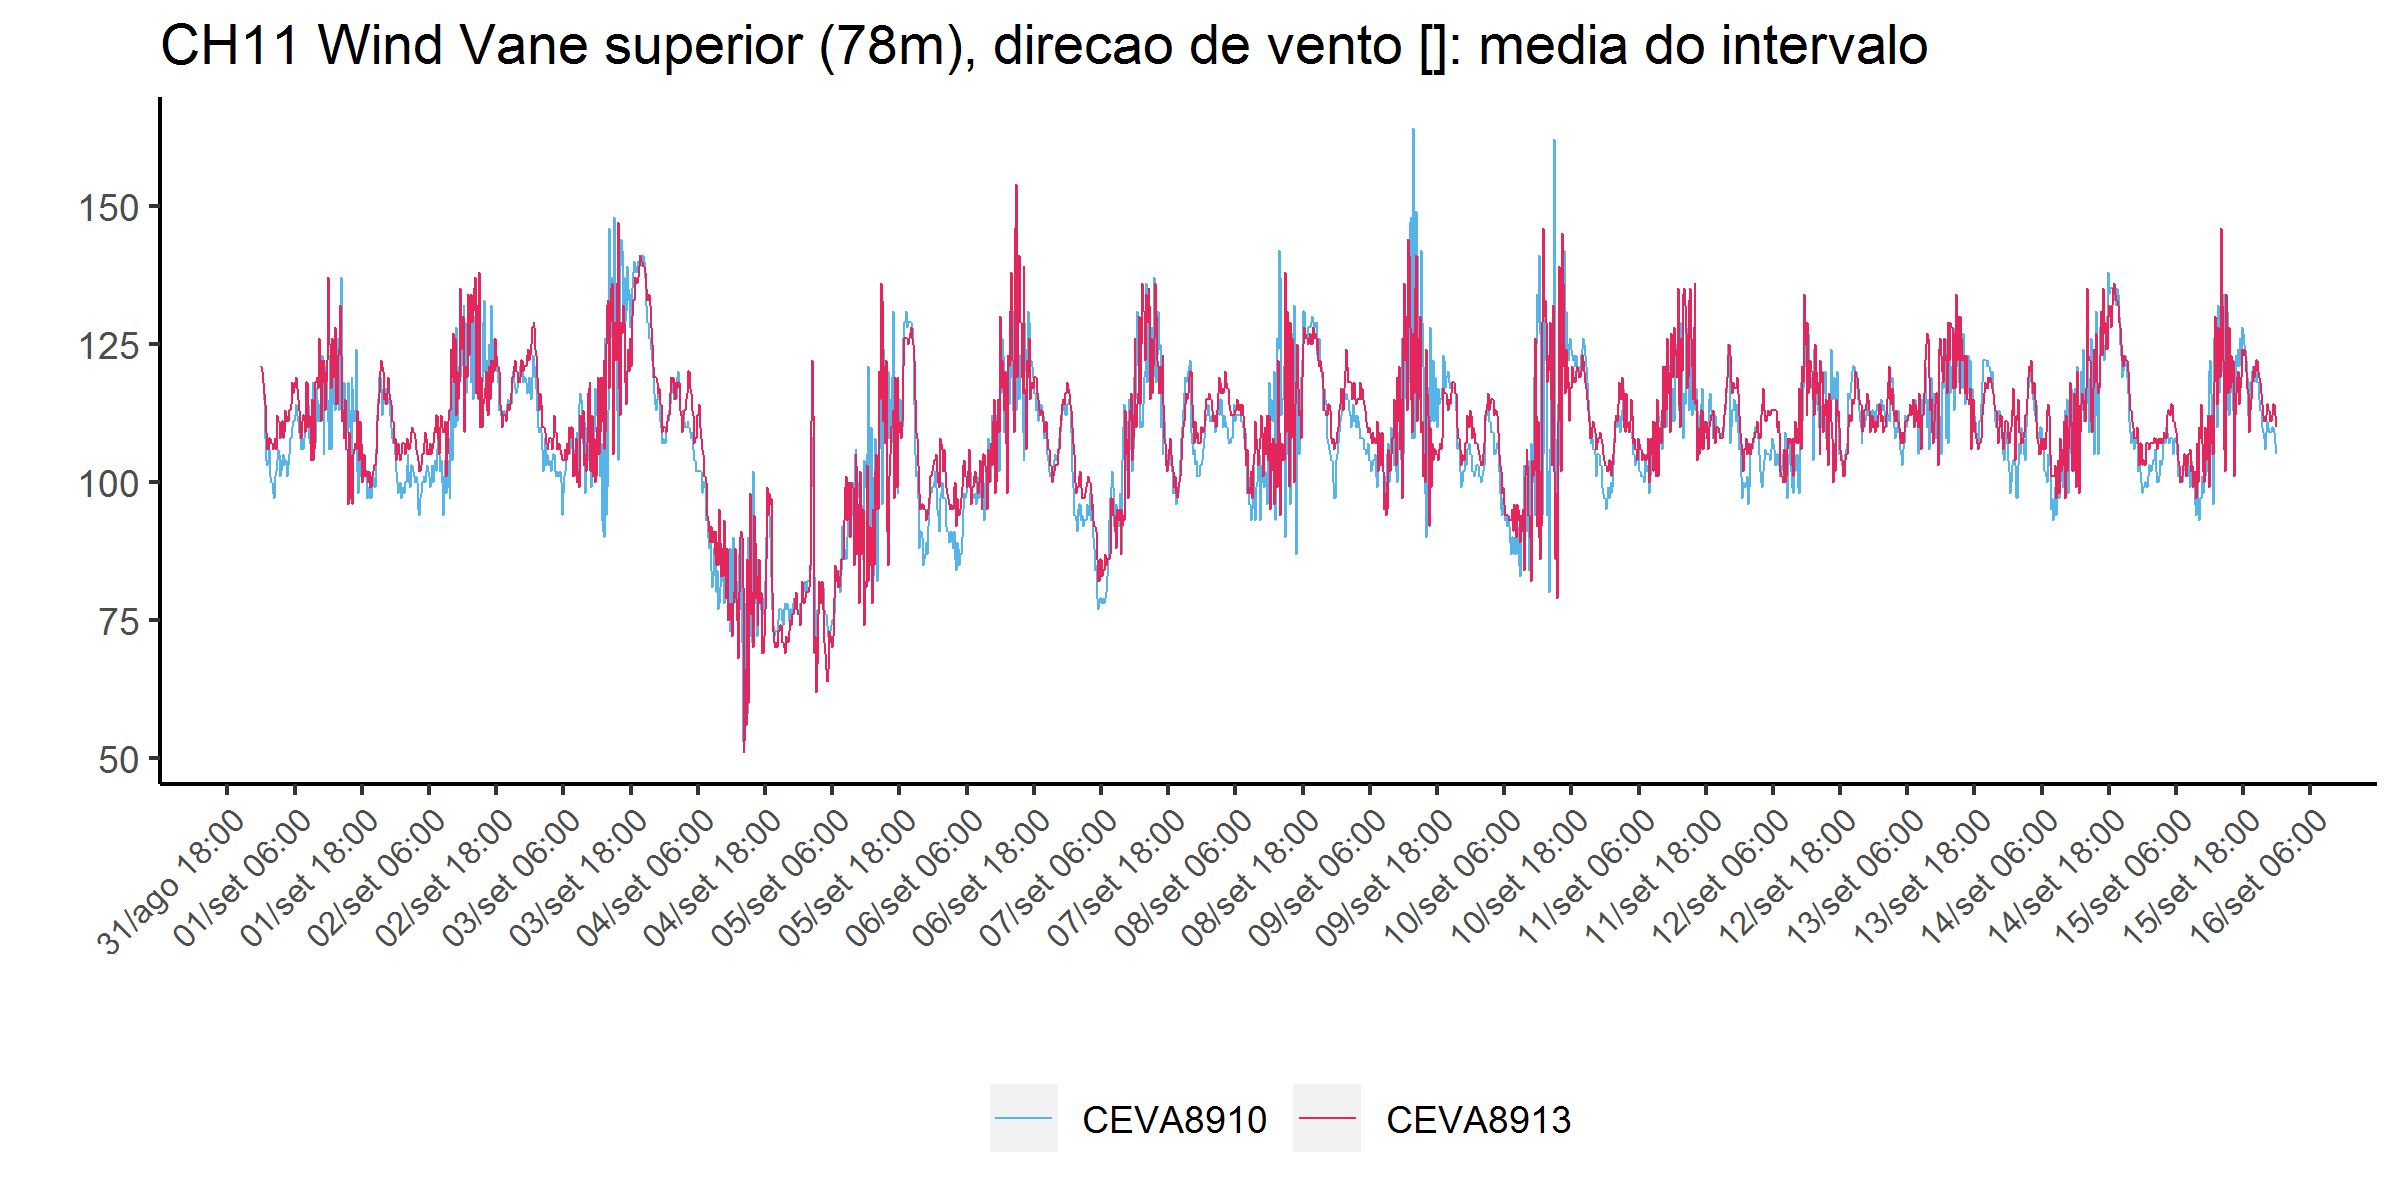 CH11 Wind Vane superior (78m), direcao de vento []: media do intervalo
150
125
100
75
50
31/ago 18:00
01/set 06:00
01/set 18:00
02/set 06:00
02/set 18:00
03/set 06:00
03/set 18:00
04/set 06:00
04/set 18:00
05/set 06:00
05/set 18:00
06/set 06:00
06/set 18:00
07/set 06:00
07/set 18:00
08/set 06:00
08/set 18:00
09/set 06:00
09/set 18:00
10/set 06:00
10/set 18:00
11/set 06:00
11/set 18:00
12/set 06:00
12/set 18:00
13/set 06:00
13/set 18:00
14/set 06:00
14/set 18:00
15/set 06:00
15/set 18:00
16/set 06:00
CEVA8910
CEVA8913